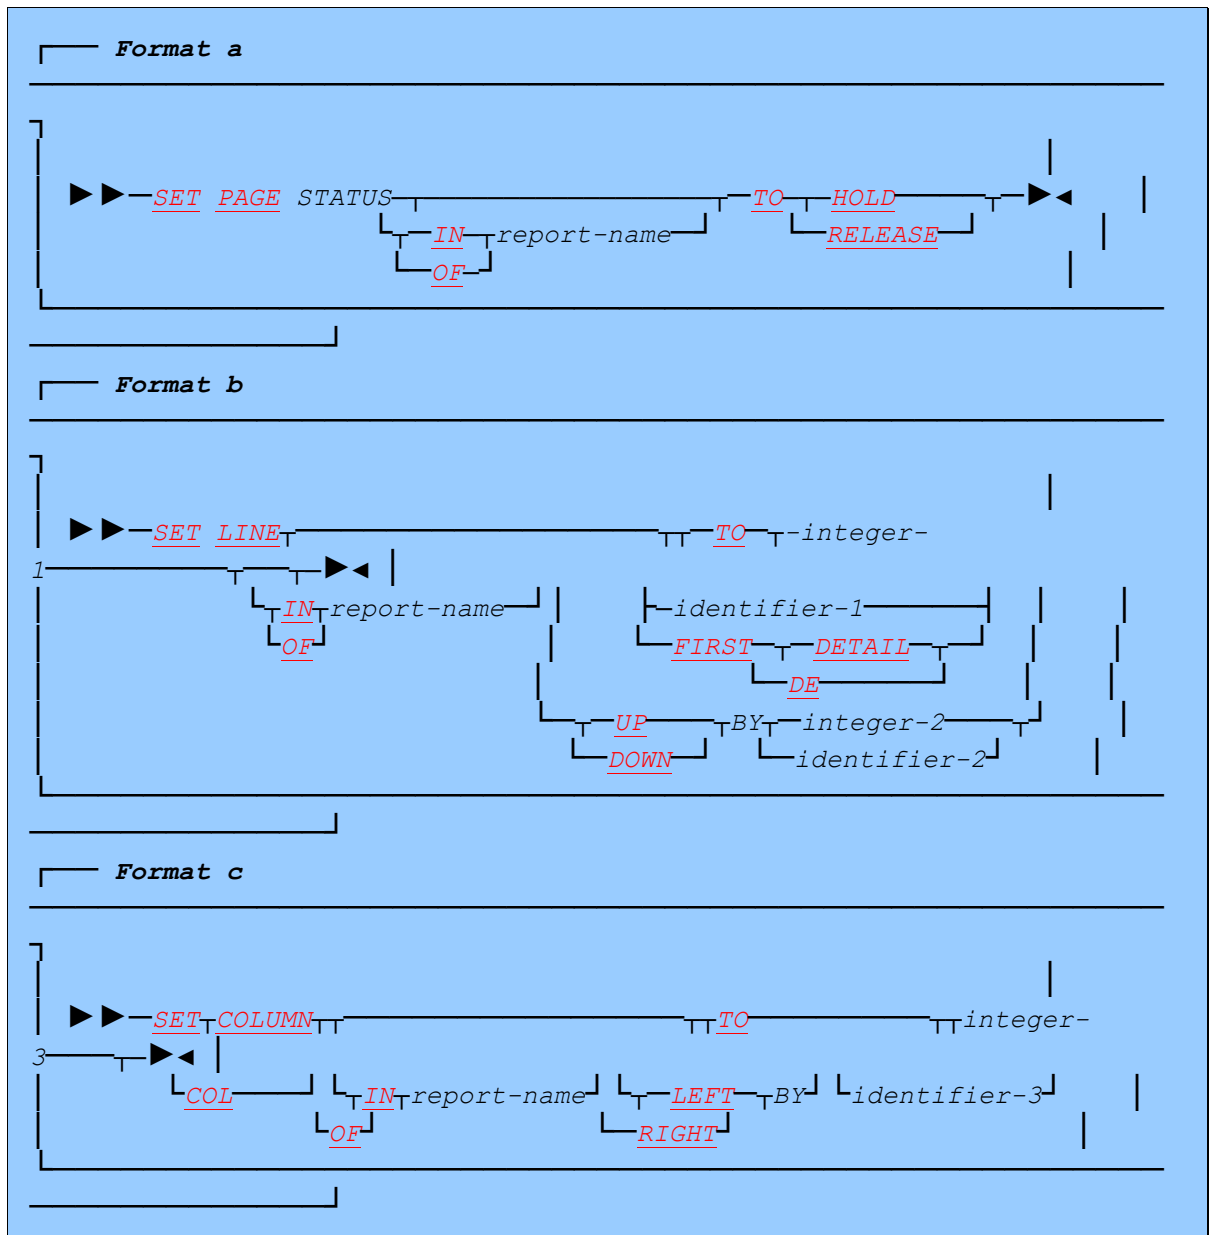 Format a
SET PAGE STATUS TO HOLD
IN report-name RELEASE
OF
Format b
SET LINE TO -integer-
1
IN report-name identifier-1
OF FIRST DETAIL
DE
UP BY integer-2
DOWN identifier-2
Format c
SET COLUMN TO integer-
3
COL IN report-name LEFT BY identifier-3
OF RIGHT